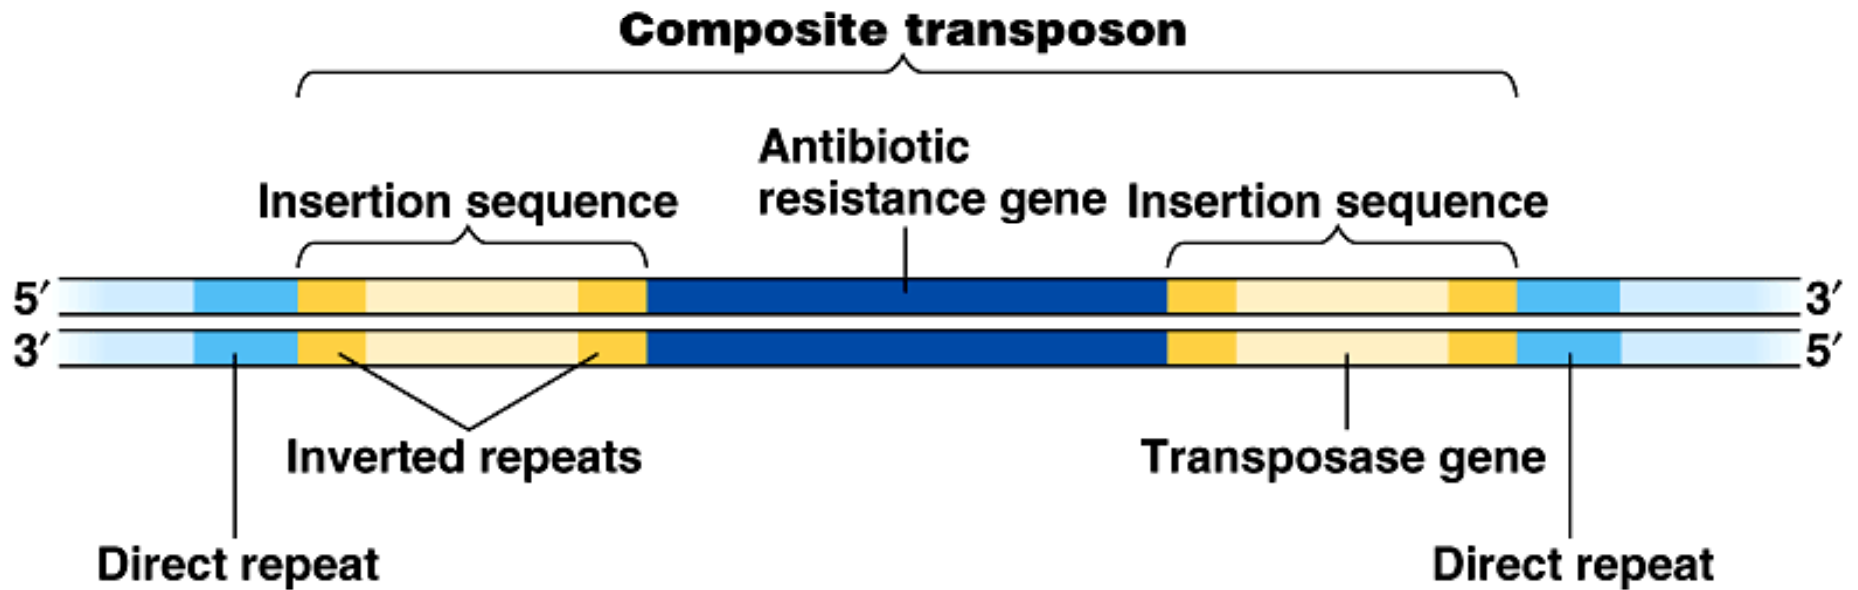 Composite transposon
Antibiotic
resistance gene
Insertion sequence
Insertion sequence
5′
3′
3′
5′
Inverted repeats
Transposase gene
Direct repeat
Direct repeat